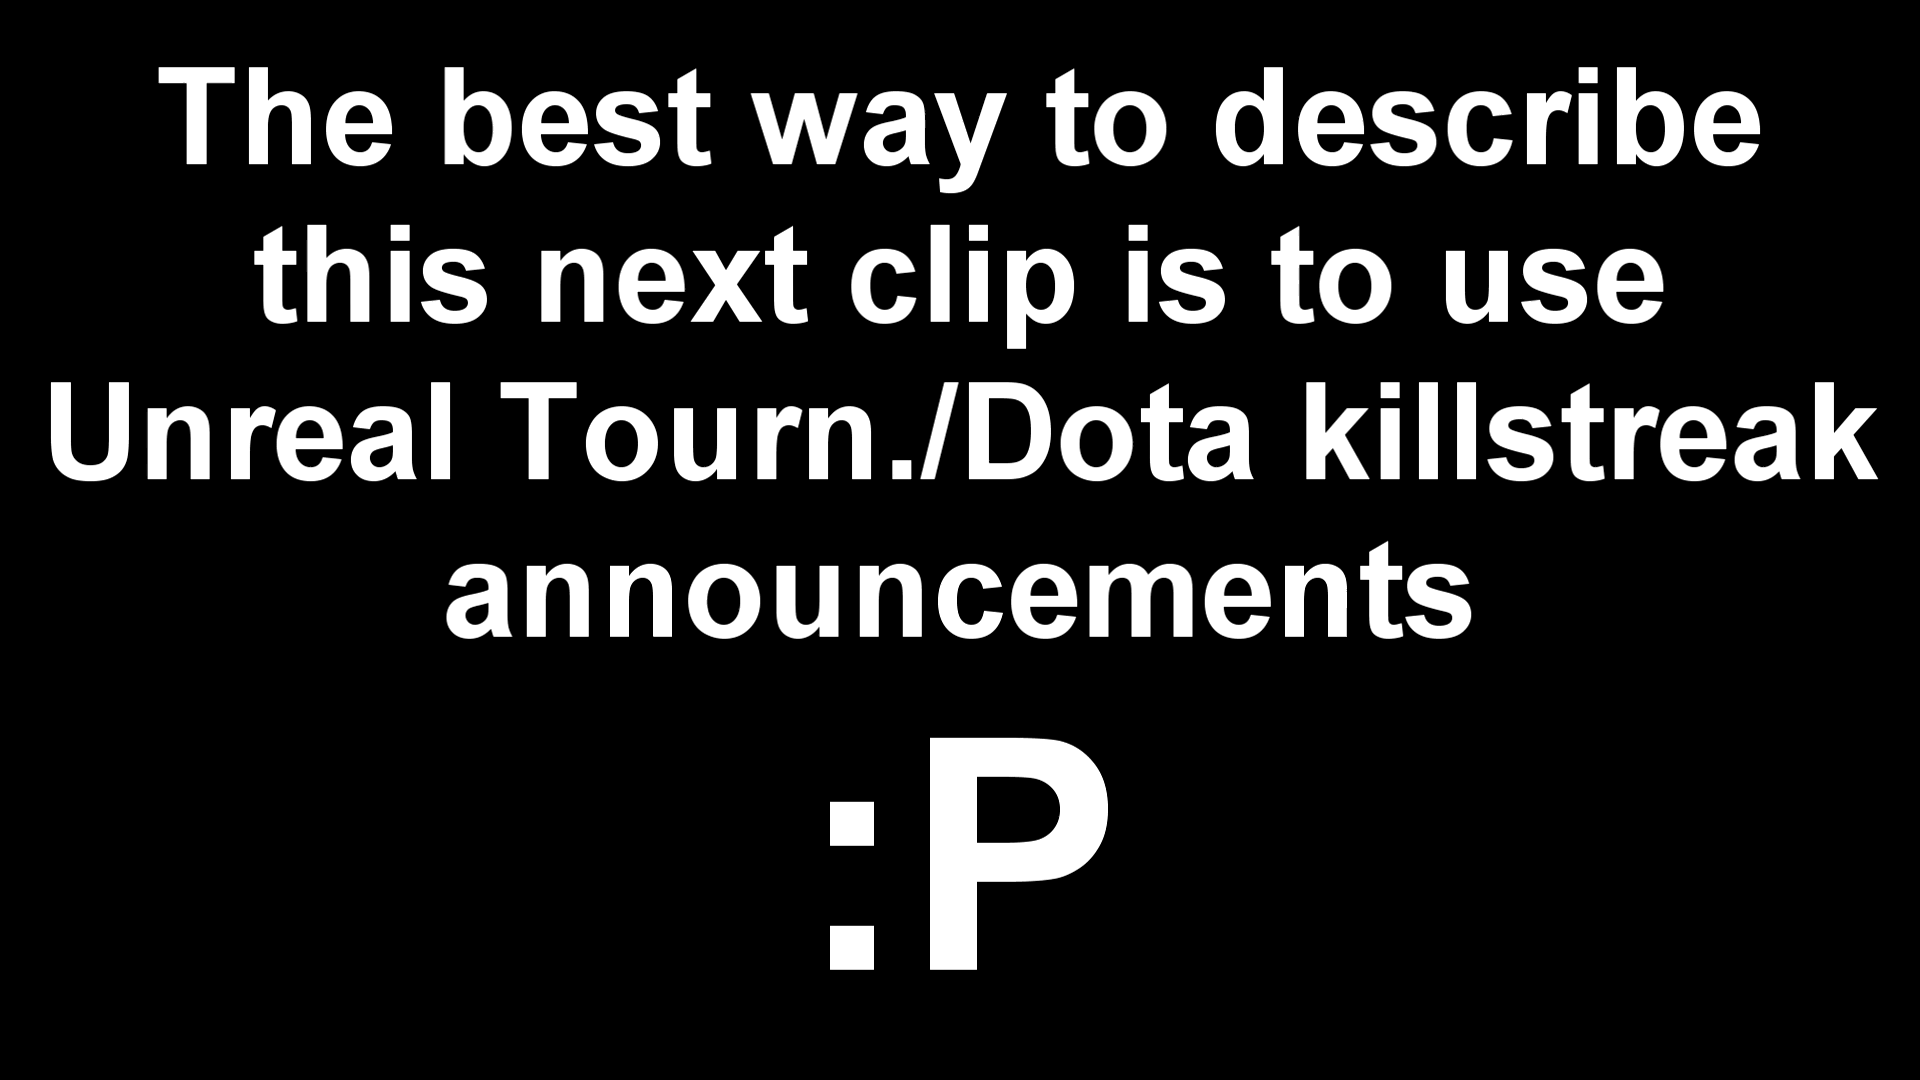 The best way to describe
this next clip is to use
Unreal Tourn./Dota killstreak
announcements
:P